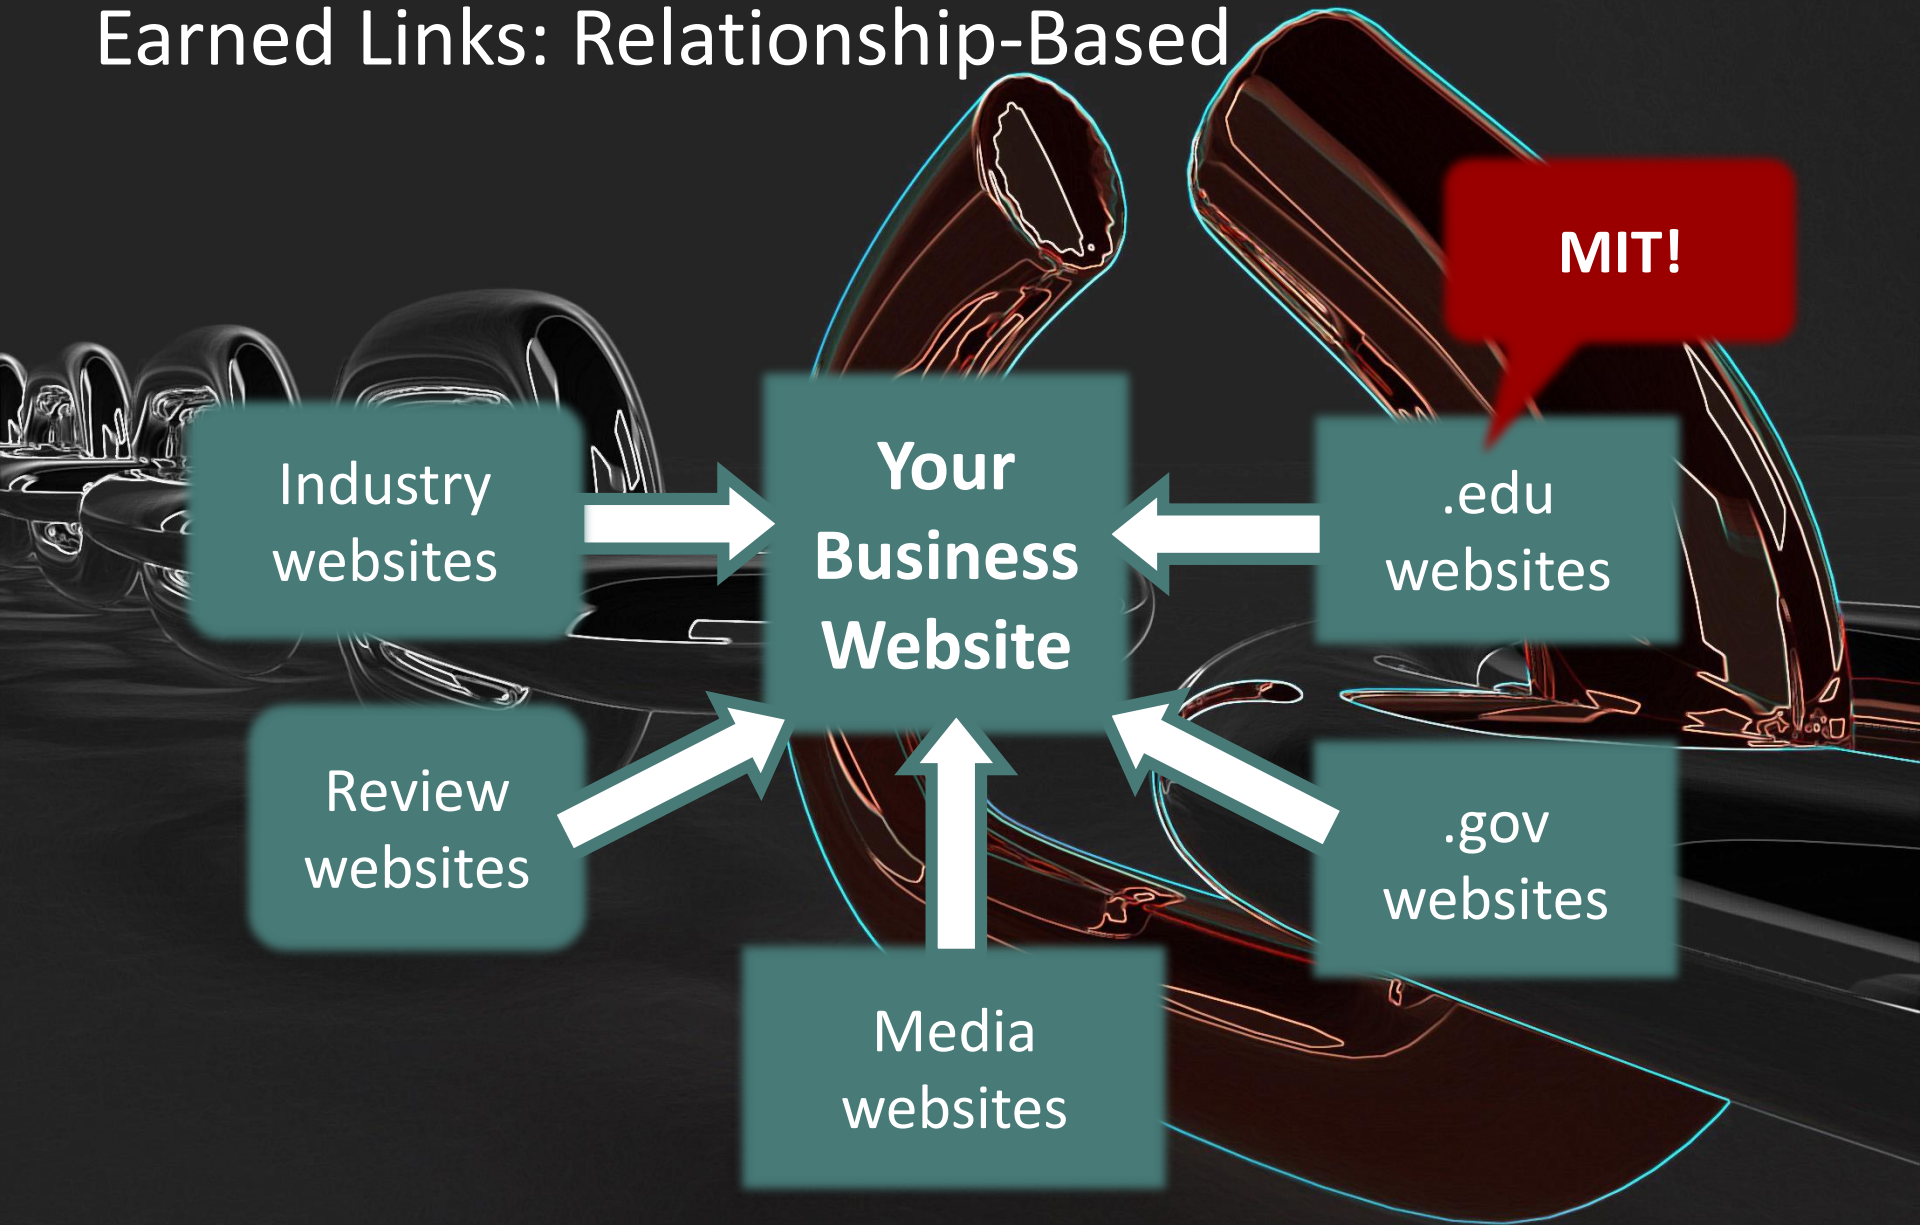 Earned Links: Relationship-Based
MIT!
Industry
websites
Your
Business
Website
.edu
websites
Review
websites
.gov
websites
Media
websites